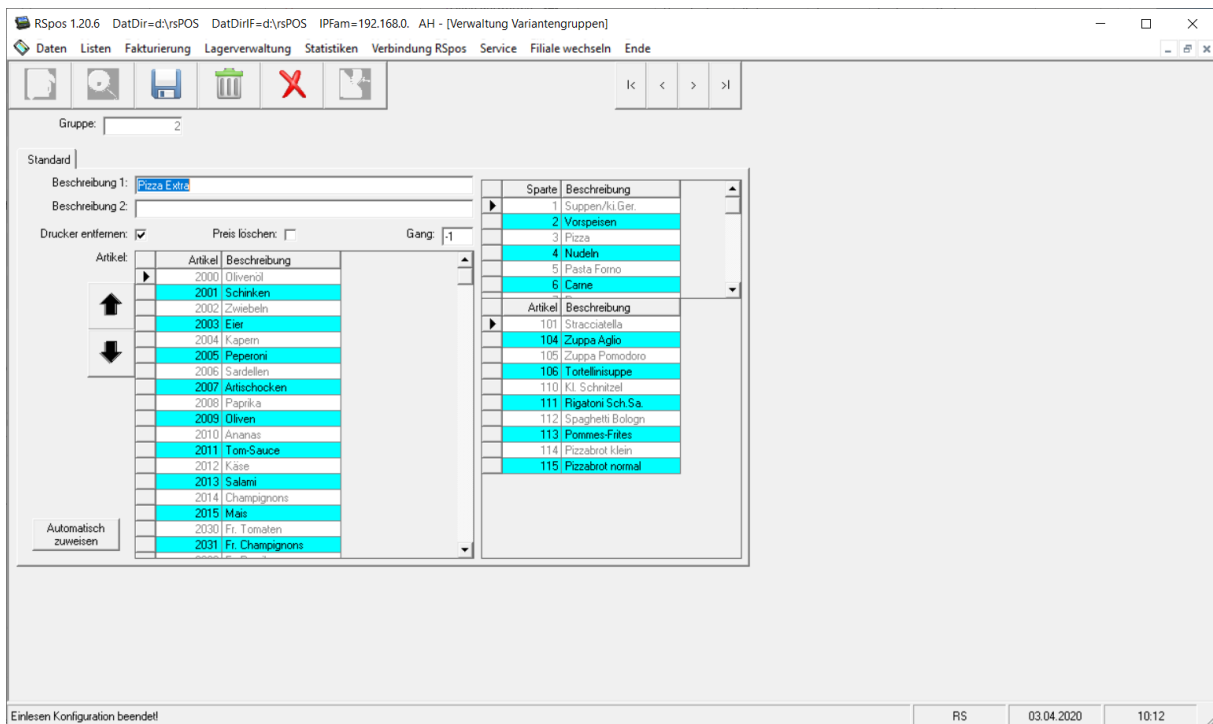 RSpos 1.20.6 DatDir=d:\rsPOS DatDirIF=d:\rsPOS IPFam=192.168.0. AH - [Verwaltung Variantengruppen]
Daten Listen Fakturierung Lagerverwaltung Statistiken Verbindung RSpos Service Filiale wechseln Ende
Gruppe: 2
Standard
Beschreibung 1: Pizza Extra
Beschreibung 2:
Drucker entfernen: Preis löschen: Gang: -1
Artikel:
Artikel Beschreibung
2000 Olivenöl
2001 Schinken
2002 Zwiebeln
2003 Eier
2004 Kapern
2005 Peperoni
2006 Sardellen
2007 Artischocken
2008 Paprika
2009 Oliven
2010 Ananas
2011 Tom-Sauce
2012 Käse
2013 Salami
2014 Champignons
2015 Mais
2030 Fr. Tomaten
2031 Fr. Champignons
Automatisch
zuweisen
Sparte Beschreibung
1 Suppen/ki.Ger.
2 Vorspeisen
3 Pizza
4 Nudeln
5 Pasta Forno
6 Carne
Artikel Beschreibung
101 Stracciatella
104 Zuppa Aglio
105 Zuppa Pomodoro
106 Tortellinisuppe
110 Kl. Schnitzel
111 Rigatoni Sch.Sa.
112 Spaghetti Bologn
113 Pommes-Frites
114 Pizzabrot klein
115 Pizzabrot normal
Einlesen Konfiguration beendet!
RS 03.04.2020 10:12